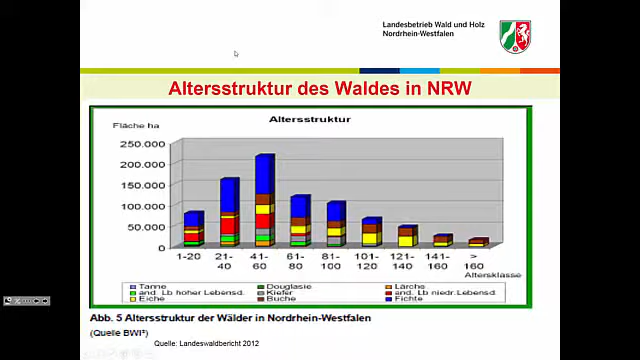 Landesbetrieb Wald und Holz
Nordrhein-Westfalen
Altersstruktur des Waldes in NRW
Altersstruktur
Fläche ha
250.000
200.000
150.000
100.000
50.000
0
1-20
21-40
41-60
61-80
81-100
101-120
121-140
141-160
> 160
Altersklasse
Tanne
Douglasie
Lärche
and. Lb hoher Lebensd.
Kiefer
and. Lb niedr. Lebensd.
Eiche
Buche
Fichte
Abb. 5 Altersstruktur der Wälder in Nordrhein-Westfalen
(Quelle BWI²)
Quelle: Landeswaldbericht 2012